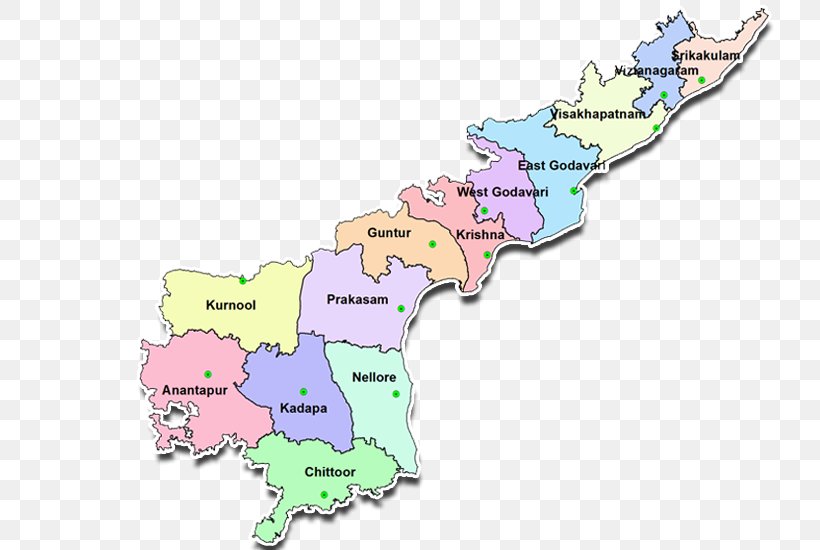 Srikakulam
Vizianagaram
Visakhapatnam
East Godavari
West Godavari
Guntur
Krishna
Prakasam
Kurnool
Nellore
Anantapur
Kadapa
Chittoor